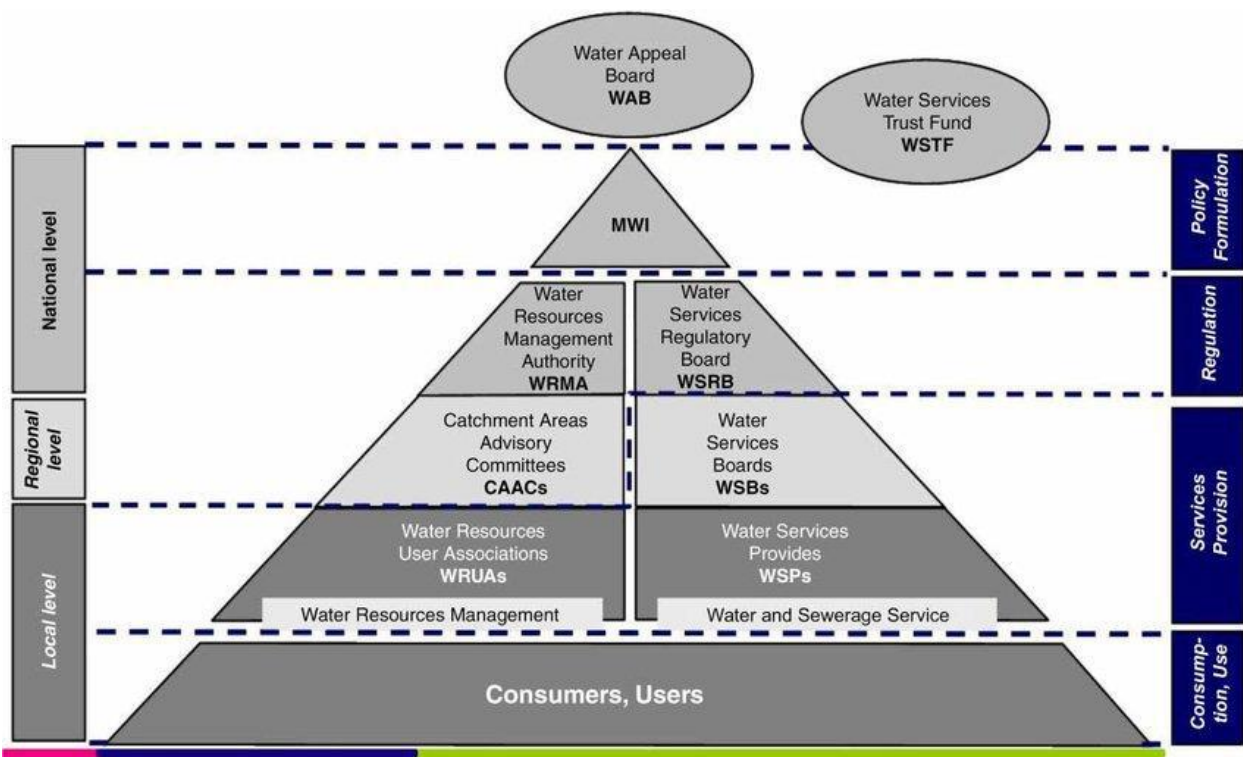 Water Appeal
Board
WAB
Water Services
Trust Fund
WSTF
National level
Policy
Formulation
MWI
Water
Resources
Management
Authority
WRMA
Water
Services
Regulatory
Board
WSRB
Regulation
Regional
level
Catchment Areas
Advisory
Committees
CAACs
Water
Services
Boards
WSBs
Services
Provision
Local level
Water Resources
User Associations
WRUAs
Water Services
Provides
WSPs
Water Resources Management
Water and Sewerage Service
Consumers, Users
Consump-
tion, Use